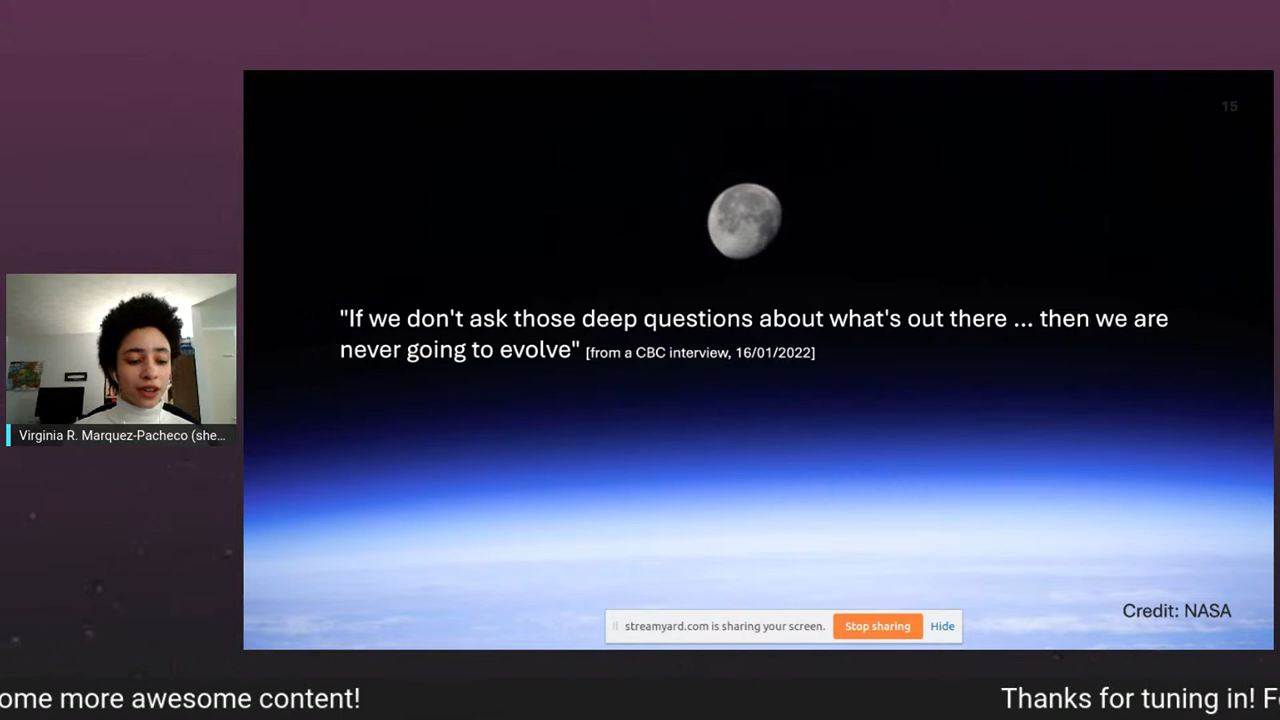 15
"If we don't ask those deep questions about what's out there ... then we are
never going to evolve" [from a CBC interview, 16/01/2022]
Virginia R. Marquez-Pacheco (she...
Credit: NASA
streamyard.com is sharing your screen. Stop sharing Hide
ome more awesome content! Thanks for tuning in! F